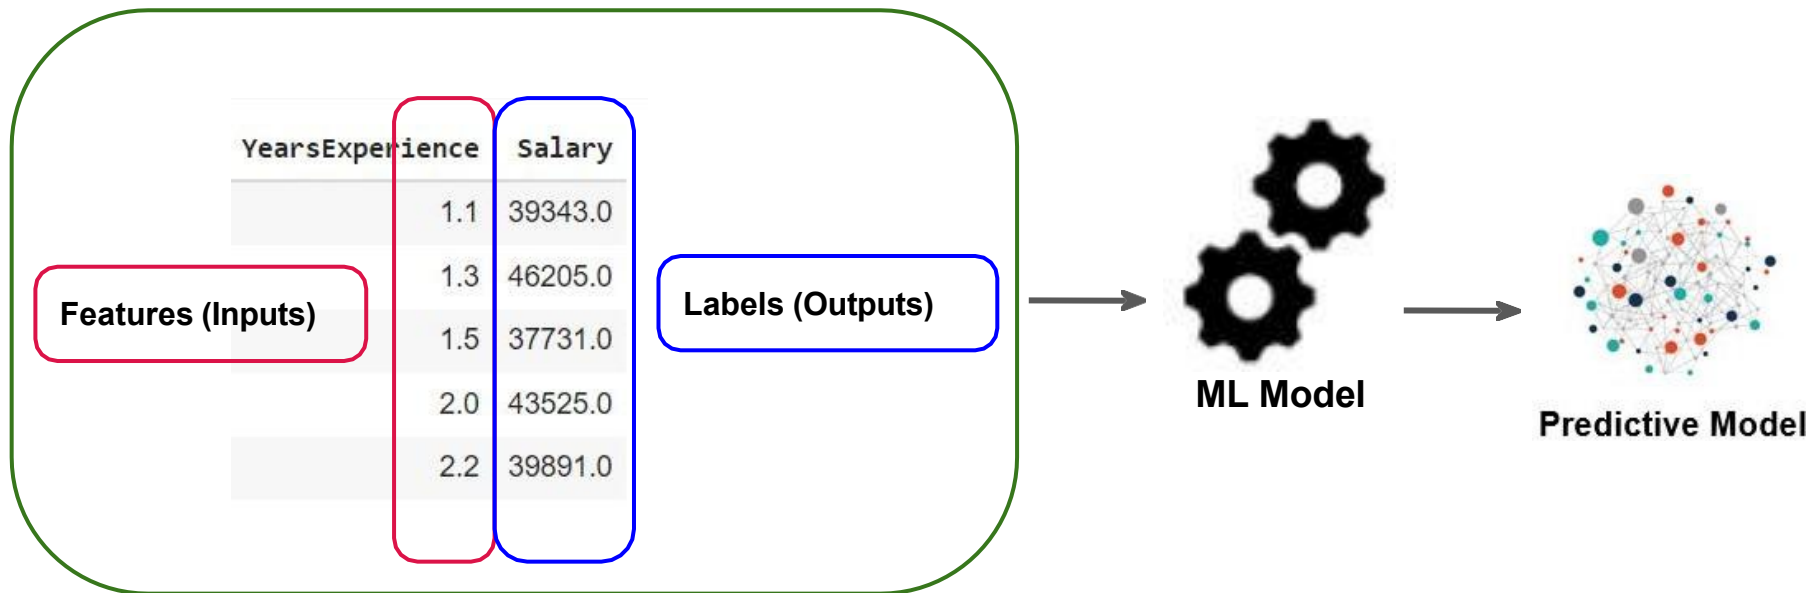 YearsExperience Salary
1.1 39343.0
1.3 46205.0
1.5 37731.0
2.0 43525.0
2.2 39891.0
Features (Inputs)
Labels (Outputs)
ML Model
Predictive Model